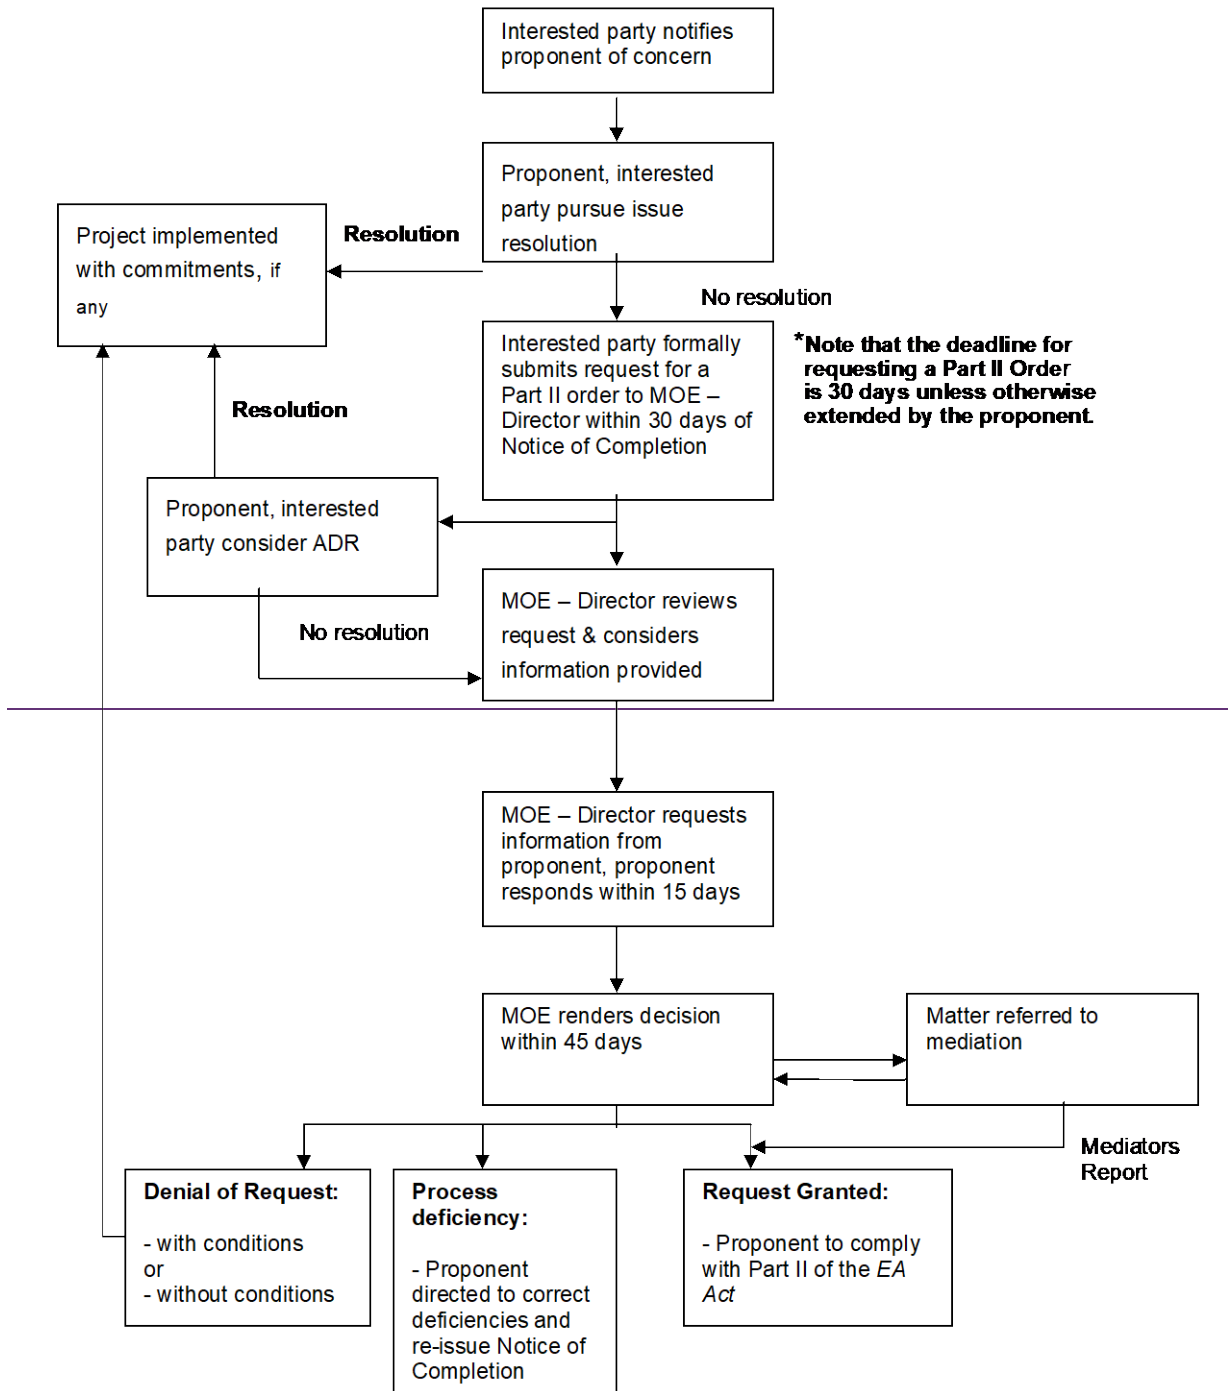 Interested party notifies
proponent of concern
Proponent, interested
party pursue issue
resolution
Resolution
Project implemented
with commitments, if
any
No resolution
Interested party formally
submits request for a
Part II order to MOE –
Director within 30 days of
Notice of Completion
*Note that the deadline for
requesting a Part II Order
is 30 days unless otherwise
extended by the proponent.
Resolution
Proponent, interested
party consider ADR
No resolution
MOE – Director reviews
request & considers
information provided
MOE – Director requests
information from
proponent, proponent
responds within 15 days
MOE renders decision
within 45 days
Matter referred to
mediation
Mediators
Report
Denial of Request:
- with conditions
or
- without conditions
Process
deficiency:
- Proponent
directed to correct
deficiencies and
re-issue Notice of
Completion
Request Granted:
- Proponent to comply
with Part II of the EA
Act